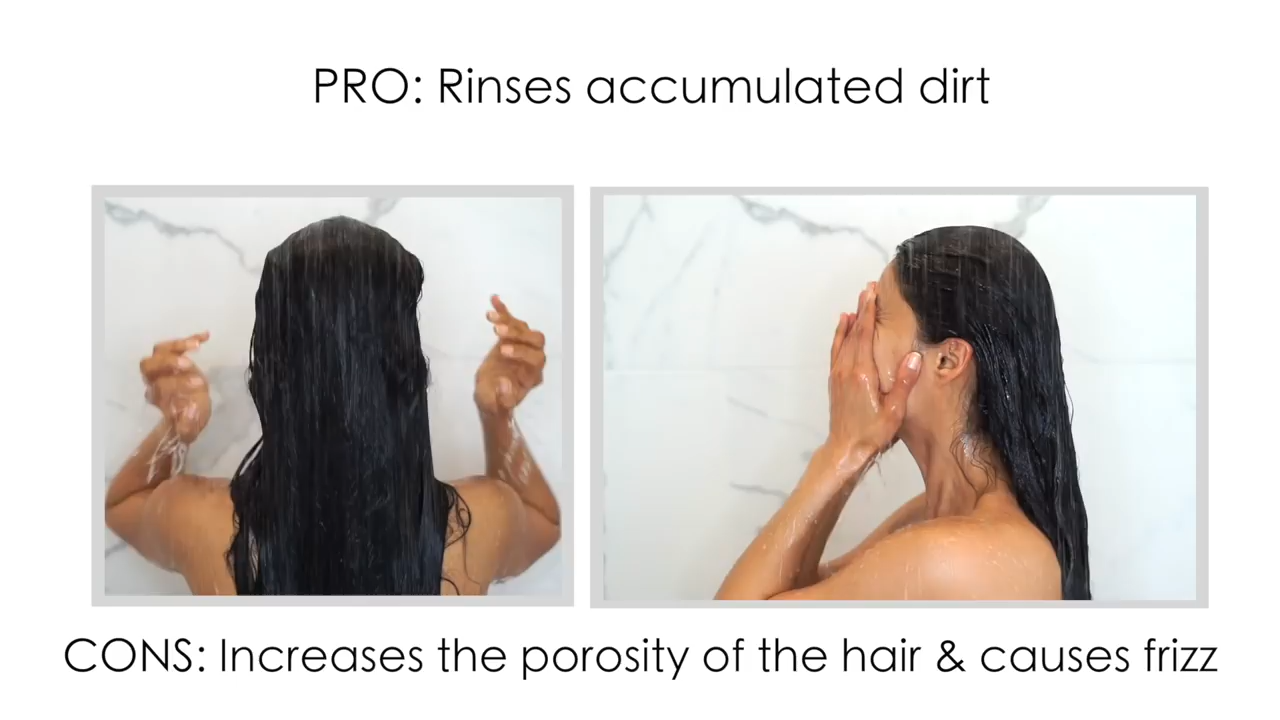 PRO: Rinses accumulated dirt
CONS: Increases the porosity of the hair & causes frizz